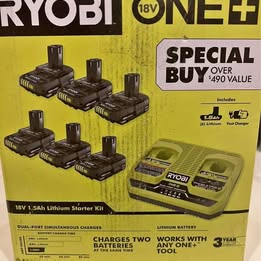 RYOBI 18V ONE+
SPECIAL
BUY OVER
$490 VALUE
Includes
1.5Ah
Fast Charger
RYOBI
18V 1.5Ah Lithium Starter Kit
DUAL-PORT SIMULTANEOUS CHARGER
LITHIUM BATTERY
CHARGES TWO
BATTERIES
AT THE SAME TIME
WORKS WITH
ANY ONE+
TOOL
3 YEAR